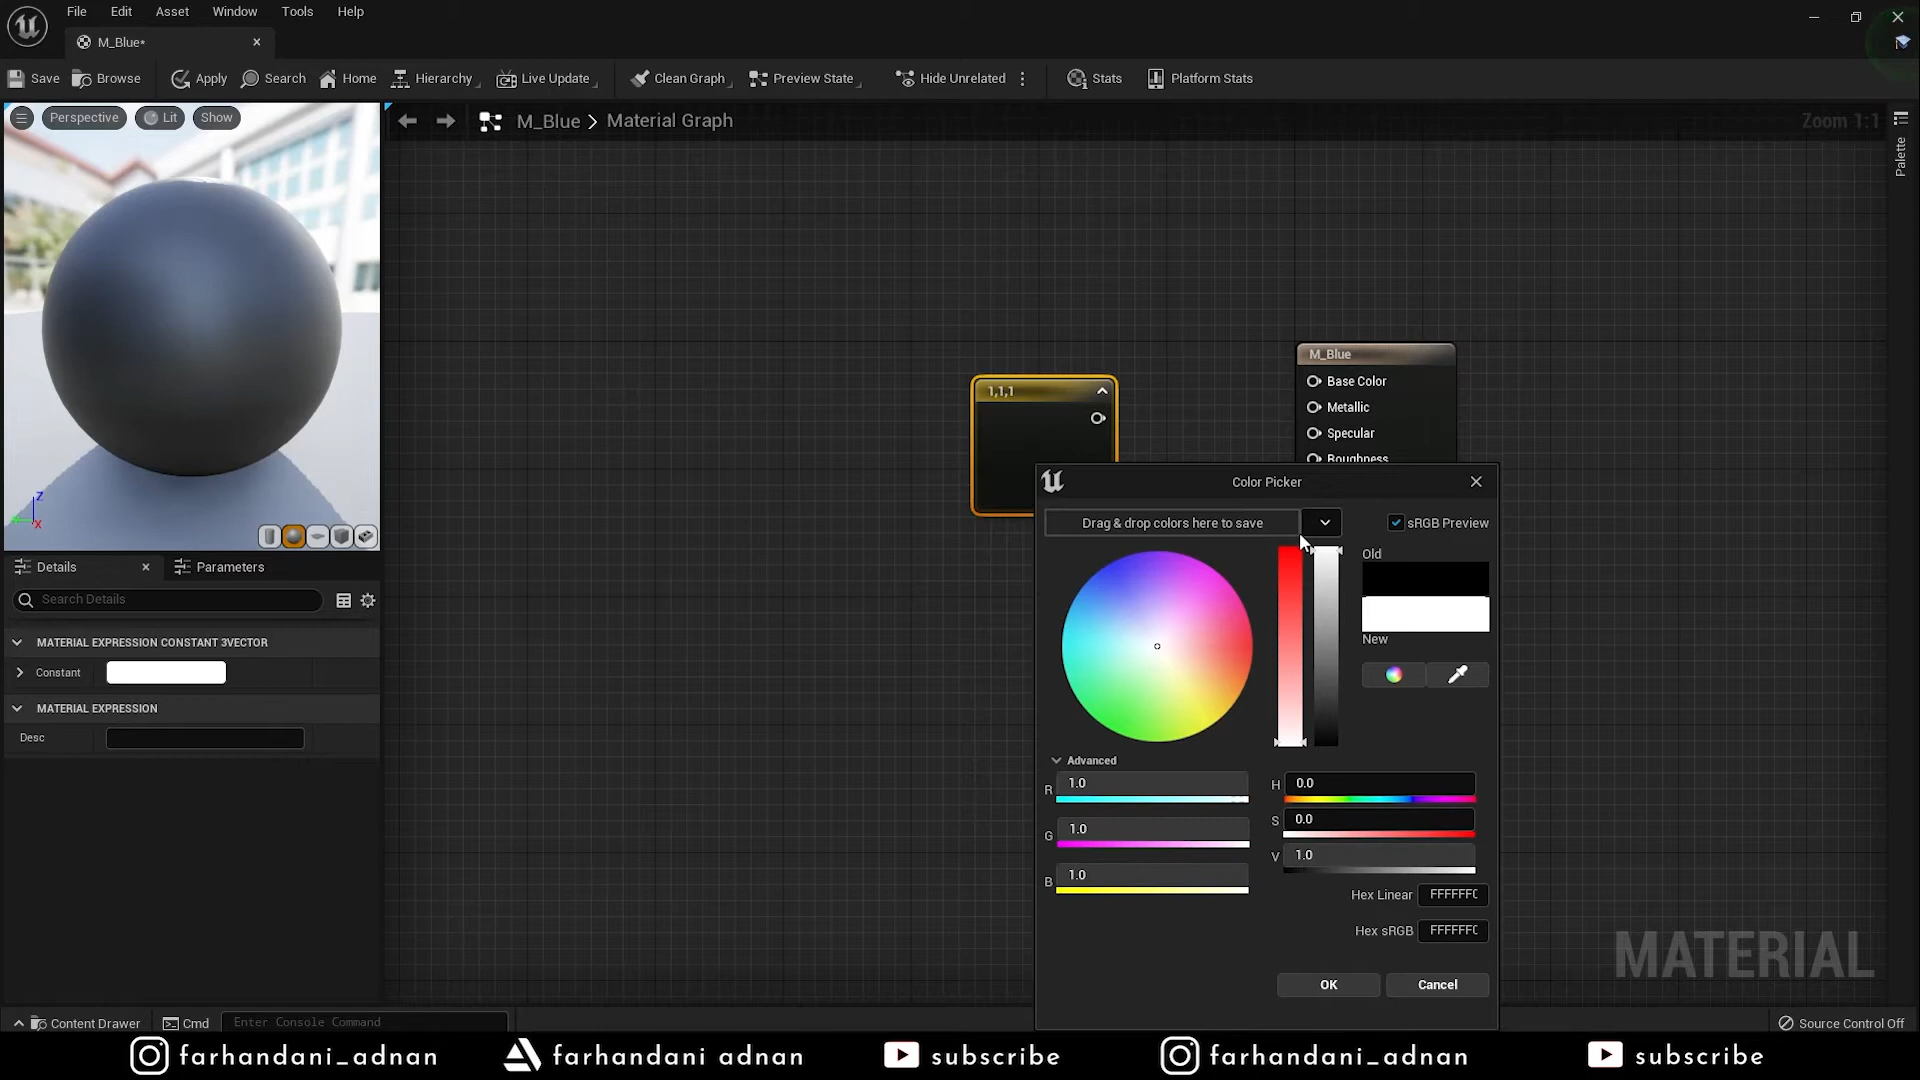 File Edit Asset Window Tools Help
M_Blue*
Save Browse Apply Search Home Hierarchy Live Update Clean Graph Preview State Hide Unrelated Stats Platform Stats
Perspective Lit Show
M_Blue > Material Graph
Zoom 1:1
Palette
1,1,1
M_Blue
Base Color
Metallic
Specular
Roughness
Z
X
Color Picker
Drag & drop colors here to save
sRGB Preview
Old
New
Advanced
R 1.0
G 1.0
B 1.0
H 0.0
S 0.0
V 1.0
Hex Linear FFFFFF
Hex sRGB FFFFFF
OK Cancel
Details Parameters
Search Details
MATERIAL EXPRESSION CONSTANT 3VECTOR
Constant
MATERIAL EXPRESSION
Desc
MATERIAL
Content Drawer Cmd Enter Console Command
Source Control Off
farhandani_adnan farhandani adnan subscribe farhandani_adnan subscribe